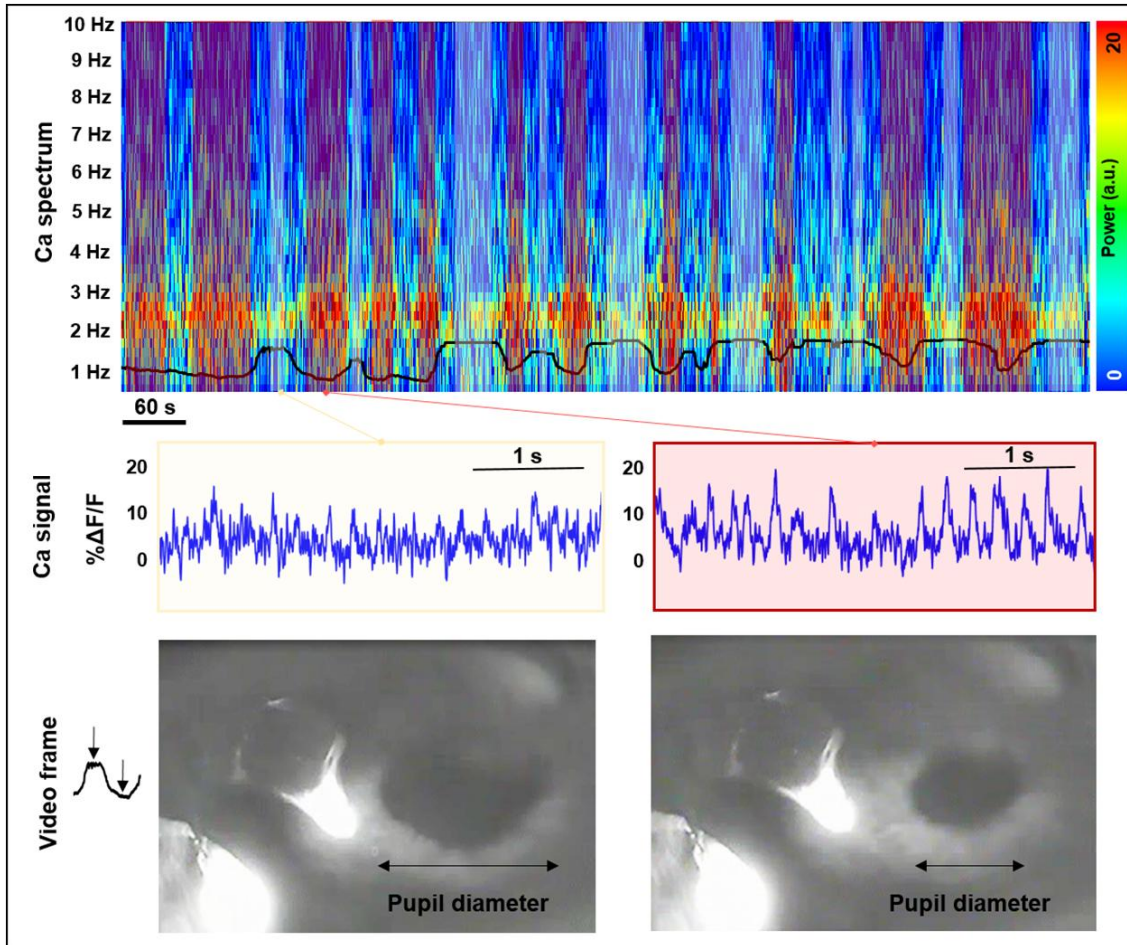 10 Hz
9 Hz
8 Hz
7 Hz
6 Hz
5 Hz
4 Hz
3 Hz
2 Hz
1 Hz
Ca spectrum
20
Power (a.u.)
0
60 s
Ca signal
%ΔF/F
20
10
0
1 s
20
10
0
1 s
Video frame
Pupil diameter
Pupil diameter